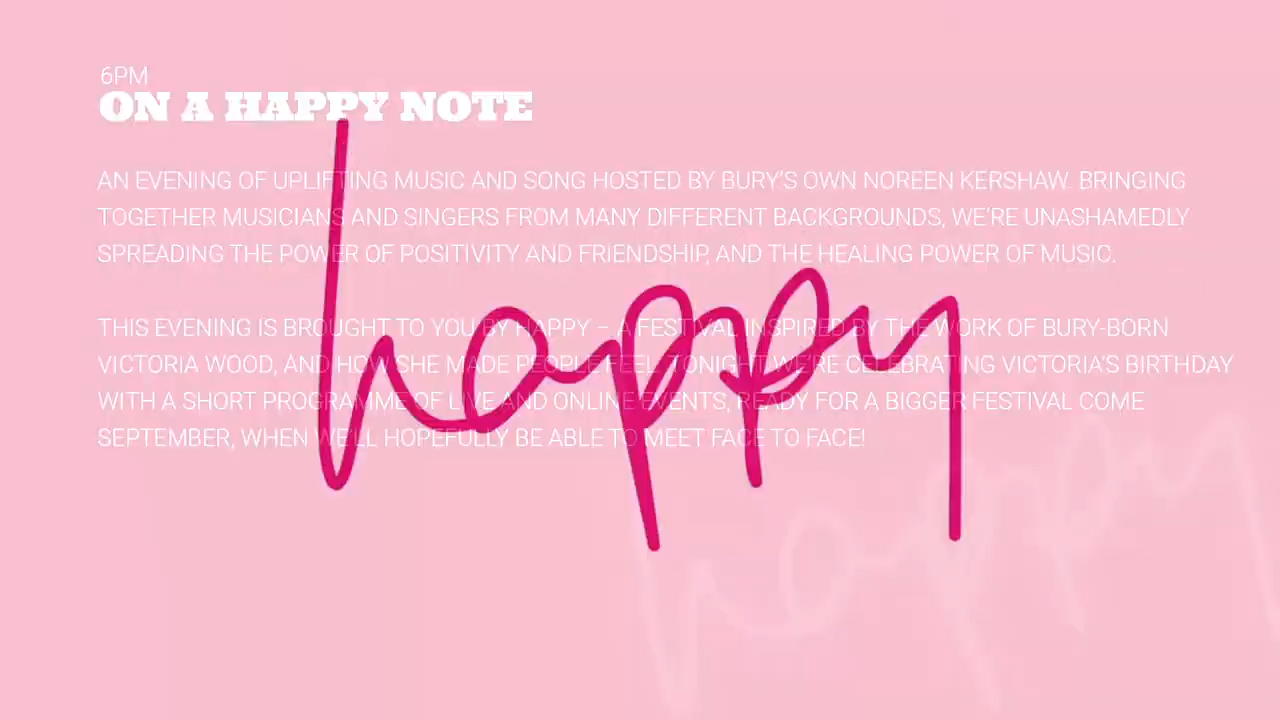 6PM
ON A HAPPY NOTE
AN EVENING OF UPLIFTING MUSIC AND SONG HOSTED BY BURY'S OWN NOREEN KERSHAW. BRINGING
TOGETHER MUSICIANS AND SINGERS FROM MANY DIFFERENT BACKGROUNDS, WE'RE UNASHAMEDLY
SPREADING THE POWER OF POSITIVITY AND FRIENDSHIP, AND THE HEALING POWER OF MUSIC.
THIS EVENING IS BROUGHT TO YOU BY HAPPY – A FESTIVAL INSPIRED BY THE WORK OF BURY-BORN
VICTORIA WOOD, AND HOW SHE MADE PEOPLE FEEL. TONIGHT WE'RE CELEBRATING VICTORIA'S BIRTHDAY
WITH A SHORT PROGRAMME OF LIVE AND ONLINE EVENTS, READY FOR A BIGGER FESTIVAL COME
SEPTEMBER, WHEN WE'LL HOPEFULLY BE ABLE TO MEET FACE TO FACE!
happy
happy